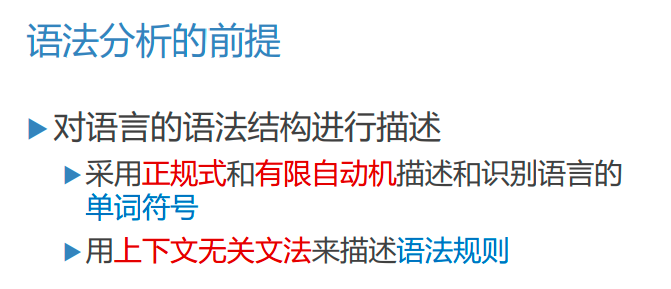 语法分析的前提
对语言的语法结构进行描述
采用正规式和有限自动机描述和识别语言的
单词符号
用上下文无关文法来描述语法规则